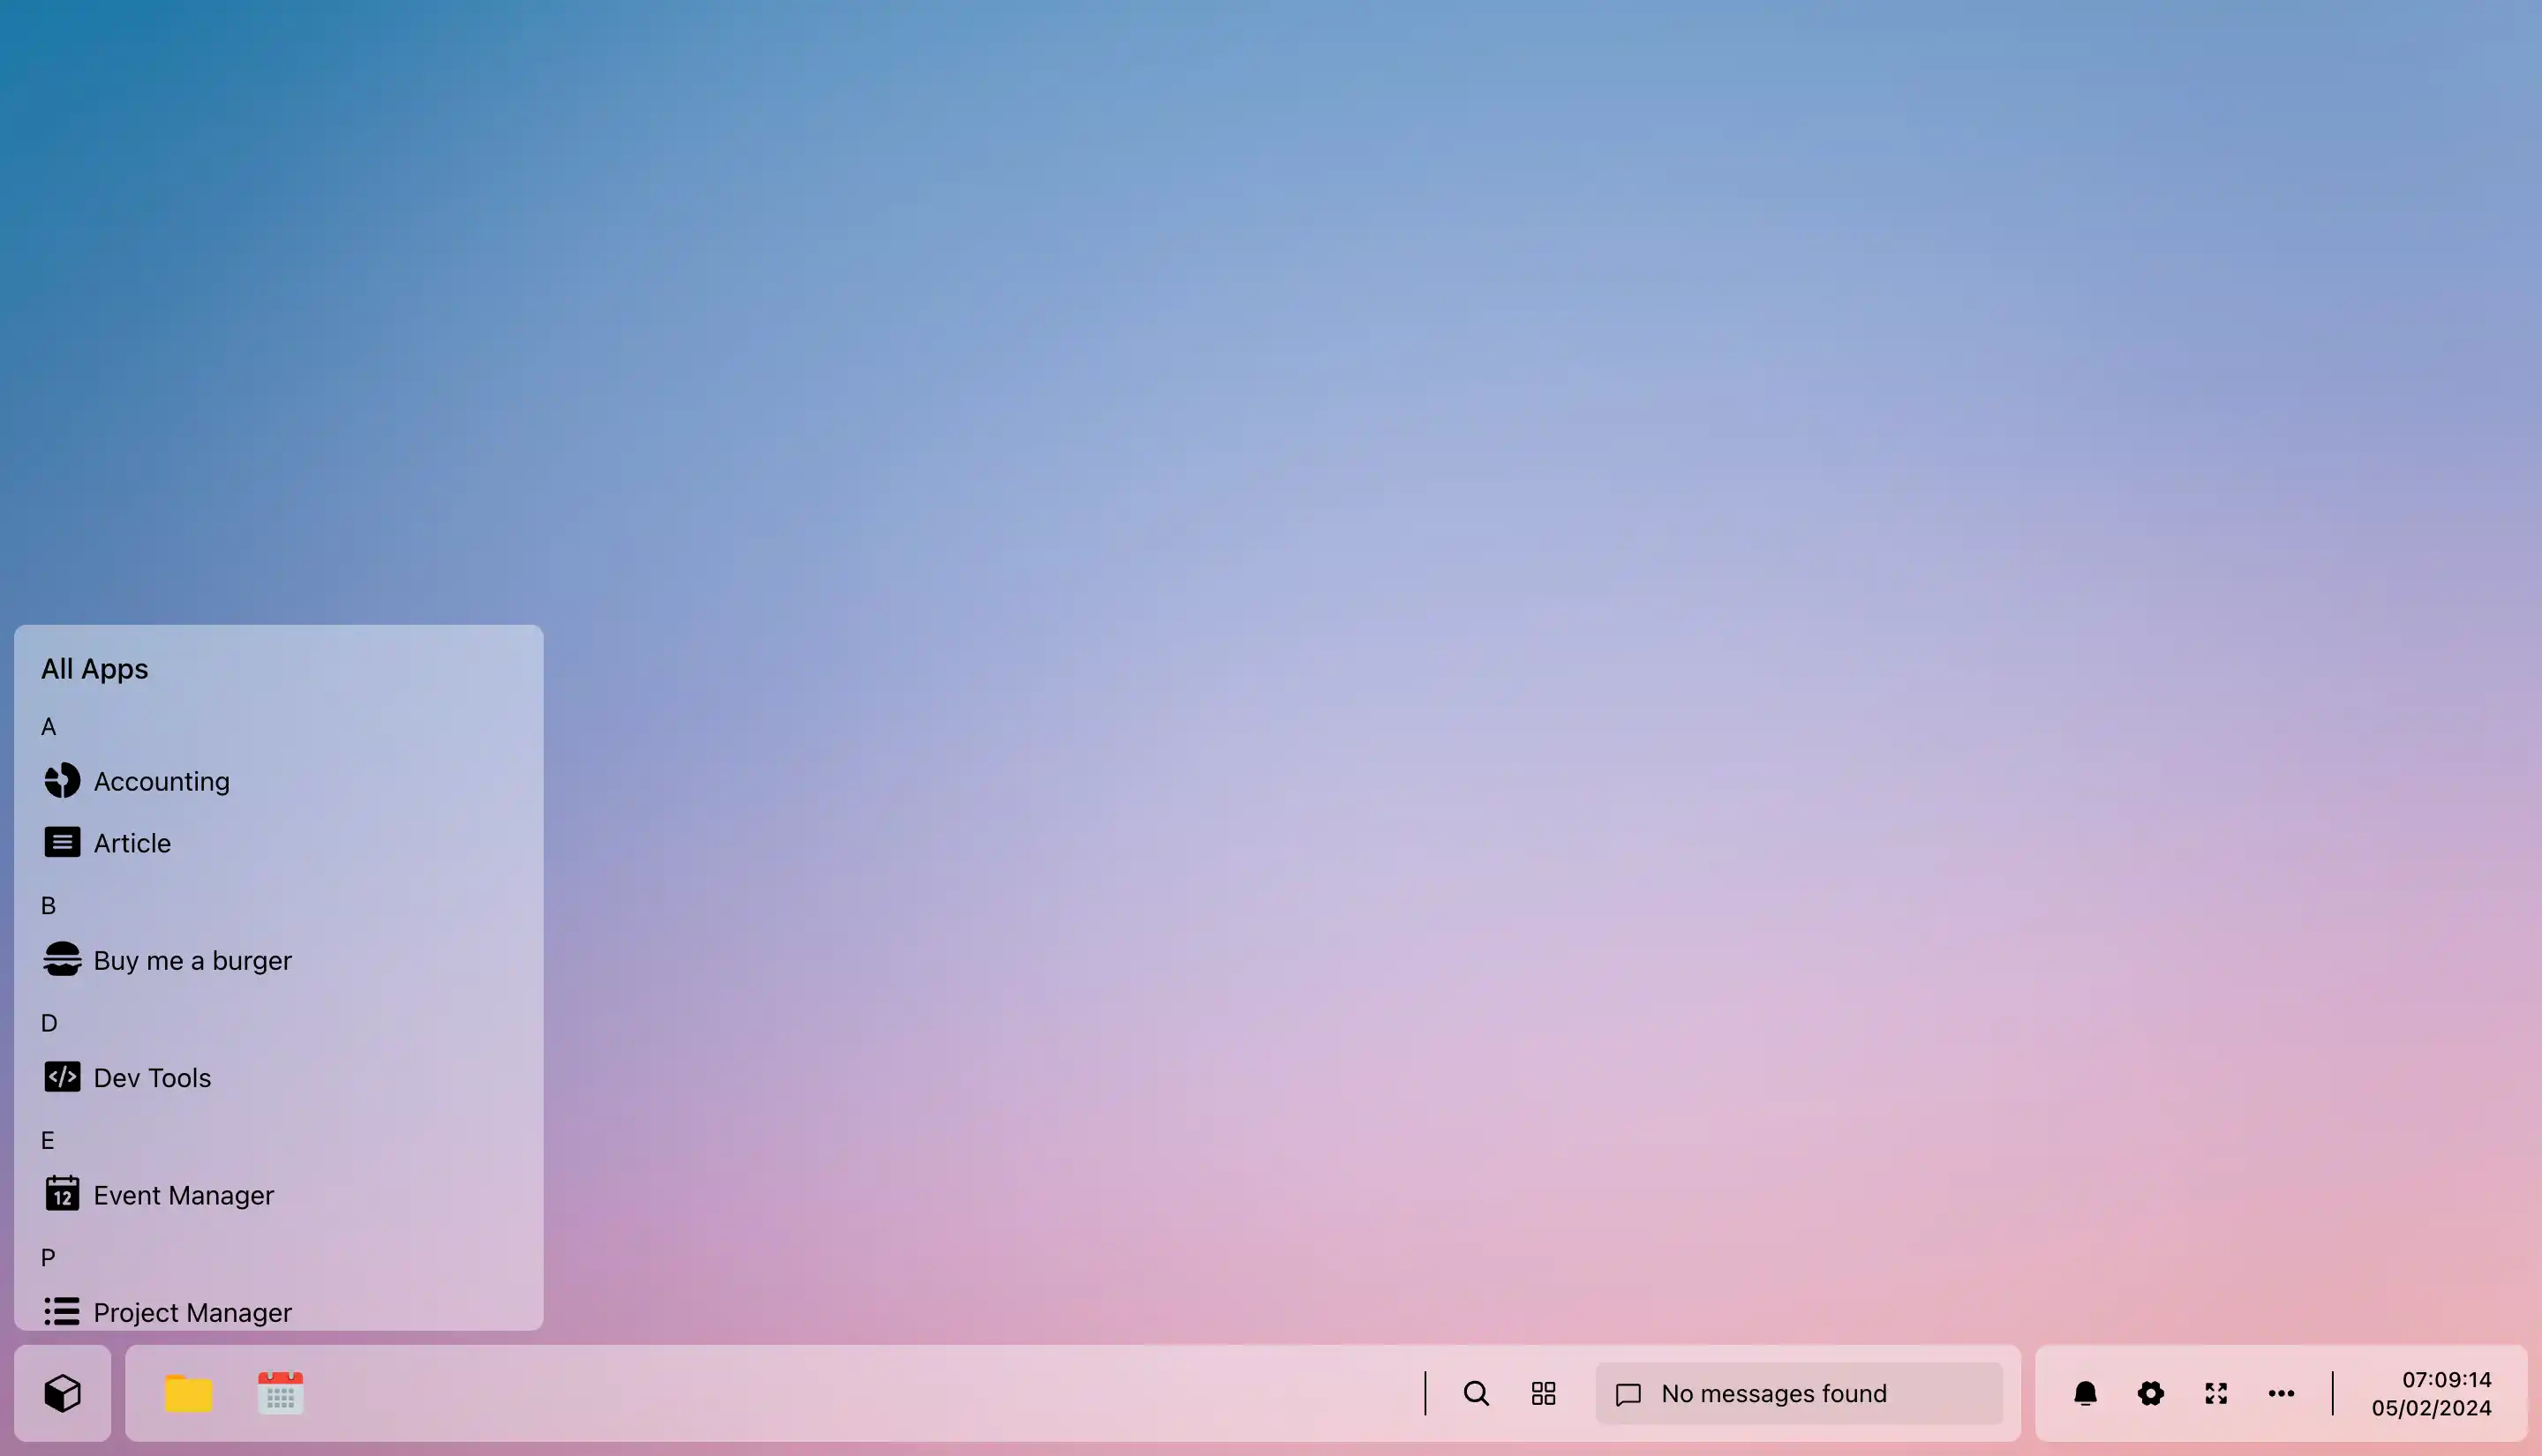 All Apps
A
Accounting
Article
B
Buy me a burger
D
Dev Tools
E
12
Event Manager
P
Project Manager
No messages found
07:09:14
05/02/2024